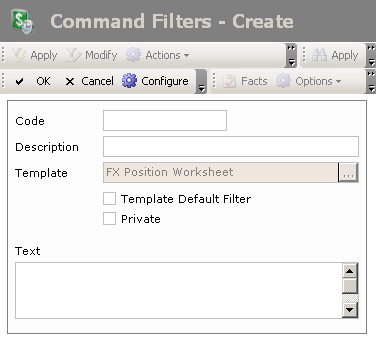 Command Filters - Create
Apply Modify Actions Apply
OK Cancel Configure Facts Options
Code
Description
Template FX Position Worksheet ...
Template Default Filter
Private
Text